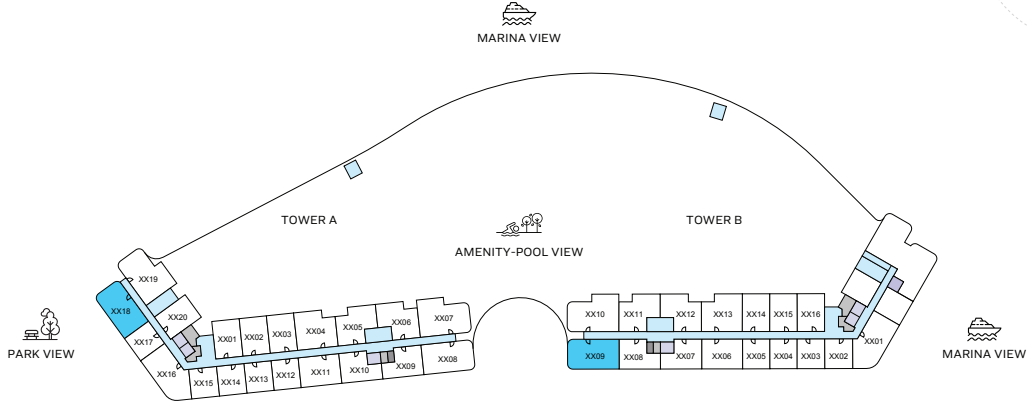 MARINA VIEW
TOWER A
TOWER B
AMENITY-POOL VIEW
PARK VIEW
MARINA VIEW
XX19
XX18
XX20
XX17
XX16
XX01
XX02
XX03
XX04
XX05
XX06
XX07
XX15
XX14
XX13
XX12
XX11
XX10
XX09
XX08
XX10
XX11
XX12
XX13
XX14
XX15
XX16
XX09
XX08
XX07
XX06
XX05
XX04
XX03
XX02
XX01